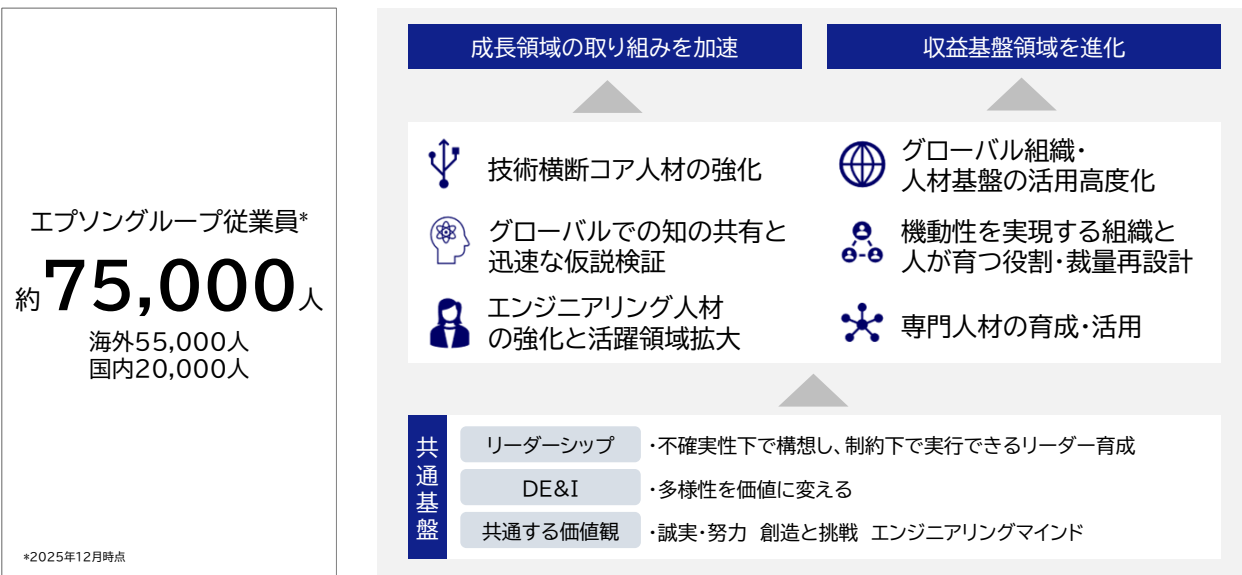 エプソングループ従業員*
約75,000人
海外55,000人
国内20,000人
*2025年12月時点
成長領域の取り組みを加速
収益基盤領域を進化
技術横断コア人材の強化
グローバルでの知の共有と
迅速な仮説検証
エンジニアリング人材
の強化と活躍領域拡大
グローバル組織・
人材基盤の活用高度化
機動性を実現する組織と
人が育つ役割・裁量再設計
専門人材の育成・活用
共通基盤
リーダーシップ
・不確実性下で構想し、制約下で実行できるリーダー育成
DE&I
・多様性を価値に変える
共通する価値観
・誠実・努力 創造と挑戦 エンジニアリングマインド